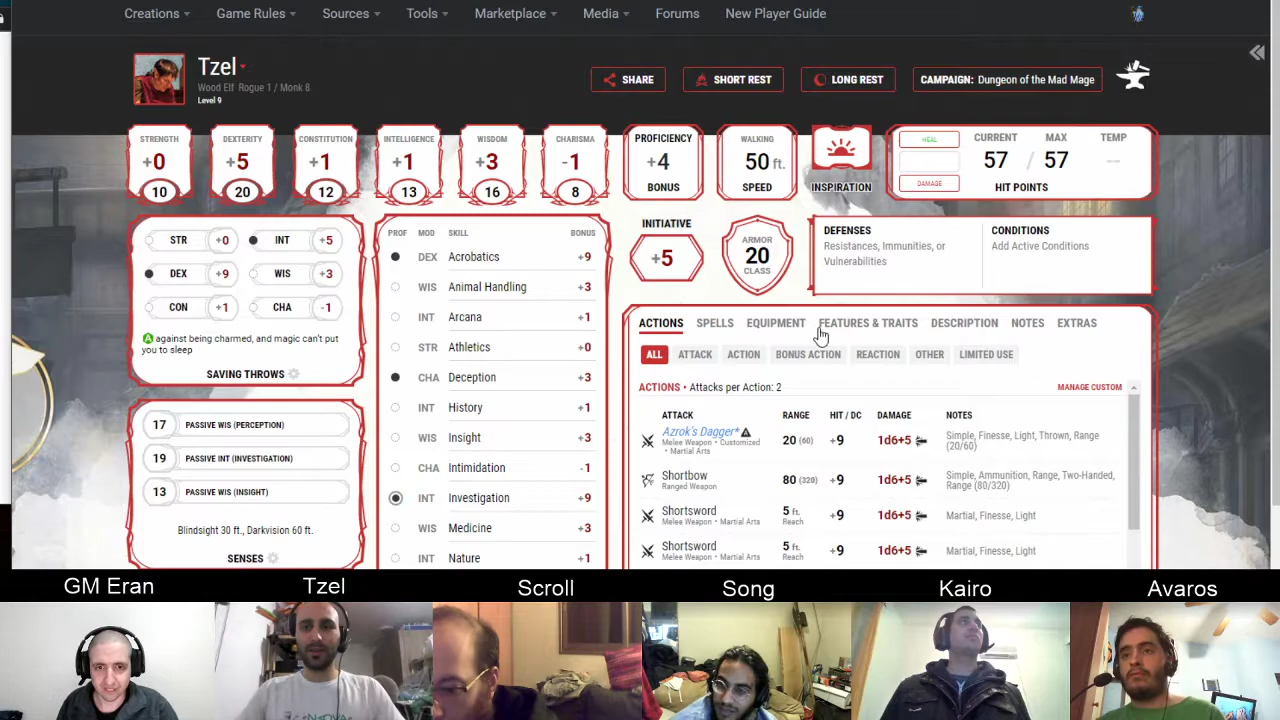 Creations
Game Rules
Sources
Tools
Marketplace
Media
Forums
New Player Guide
Tzel
Wood Elf Rogue 1 / Monk 8
Level 9
SHARE
SHORT REST
LONG REST
CAMPAIGN: Dungeon of the Mad Mage
STRENGTH
+0
10
DEXTERITY
+5
20
CONSTITUTION
+1
12
INTELLIGENCE
+1
13
WISDOM
+3
16
CHARISMA
-1
8
PROFICIENCY
+4
BONUS
WALKING
50 ft.
SPEED
INSPIRATION
HEAL
DAMAGE
CURRENT
MAX
TEMP
57 / 57 --
HIT POINTS
STR +0
INT +5
DEX +9
WIS +3
CON +1
CHA -1
A against being charmed, and magic can't put
you to sleep
SAVING THROWS
17 PASSIVE WIS (PERCEPTION)
19 PASSIVE INT (INVESTIGATION)
13 PASSIVE WIS (INSIGHT)
Blindsight 30 ft., Darkvision 60 ft.
SENSES
PROF MOD SKILL BONUS
DEX Acrobatics +9
WIS Animal Handling +3
INT Arcana +1
STR Athletics +0
CHA Deception +3
INT History +1
WIS Insight +3
CHA Intimidation -1
INT Investigation +9
WIS Medicine +3
INT Nature +1
INITIATIVE
+5
ARMOR
20
CLASS
DEFENSES
Resistances, Immunities, or
Vulnerabilities
CONDITIONS
Add Active Conditions
ACTIONS SPELLS EQUIPMENT FEATURES & TRAITS DESCRIPTION NOTES EXTRAS
ALL ATTACK ACTION BONUS ACTION REACTION OTHER LIMITED USE
ACTIONS • Attacks per Action: 2
MANAGE CUSTOM
ATTACK RANGE HIT / DC DAMAGE NOTES
Azrok's Dagger*
Melee Weapon • Customized
• Martial Arts
20 (60) +9 1d6+5
Simple, Finesse, Light, Thrown, Range
(20/60)
Shortbow
Ranged Weapon
80 (320) +9 1d6+5
Simple, Ammunition, Range, Two-Handed,
Range (80/320)
Shortsword
Melee Weapon • Martial Arts
5 ft.
Reach
+9 1d6+5 Martial, Finesse, Light
Shortsword
Melee Weapon • Martial Arts
5 ft.
Reach
+9 1d6+5 Martial, Finesse, Light
GM Eran
Tzel
Scroll
Song
Kairo
Avaros